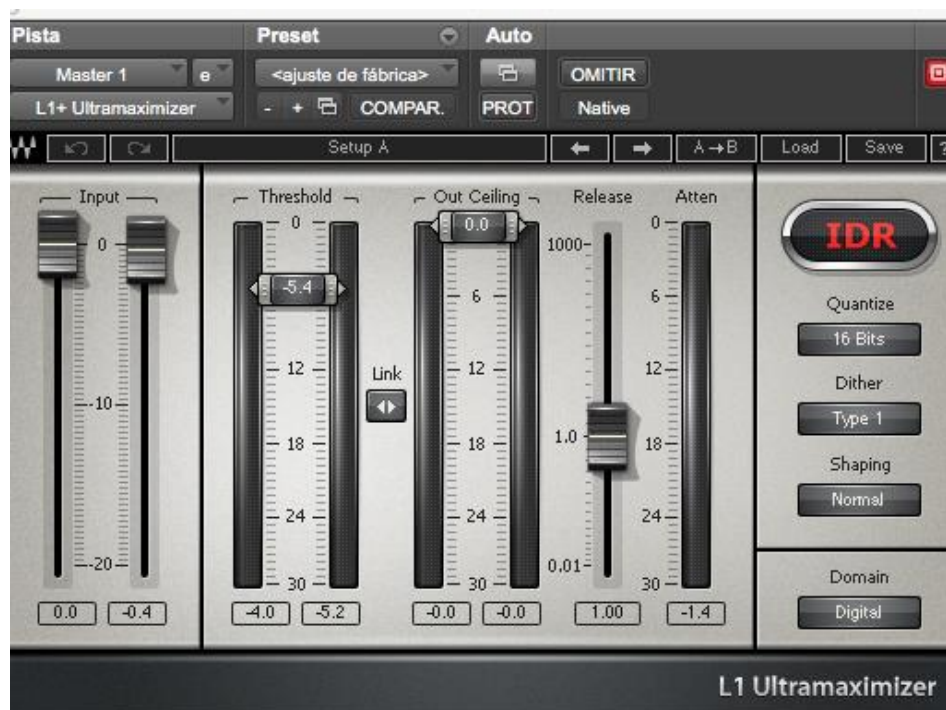 Pista Preset Auto
Master 1 e <ajuste de fábrica> OMITIR
L1+ Ultramaximizer - + COMPAR. PROT Native
Setup A A→B Load Save ?
Input Threshold Out Ceiling Release Atten
0 0 0.0 1000 0
-5.4
6 6
-10 12 12 12
Link
18 18 1.0 18
24 24 24
-20 30 30 0.01 30
0.0 -0.4 -4.0 -5.2 -0.0 -0.0 1.00 -1.4
IDR
Quantize
16 Bits
Dither
Type 1
Shaping
Normal
Domain
Digital
L1 Ultramaximizer